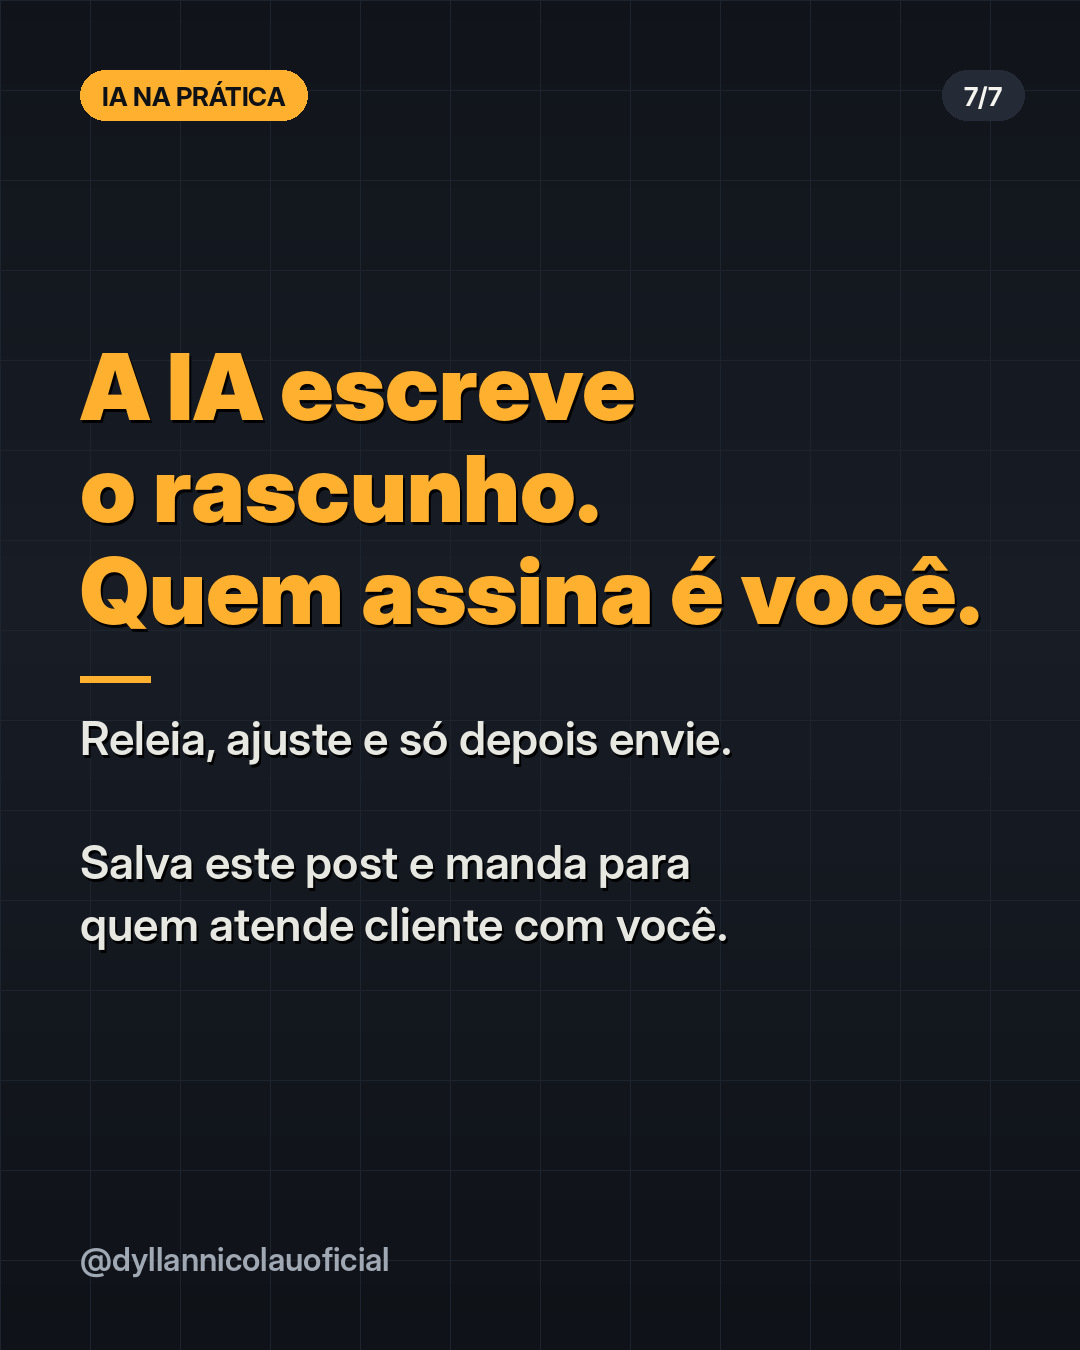 IA NA PRÁTICA
7/7
A IA escreve
o rascunho.
Quem assina é você.
Releia, ajuste e só depois envie.
Salva este post e manda para
quem atende cliente com você.
@dyllannicolauoficial